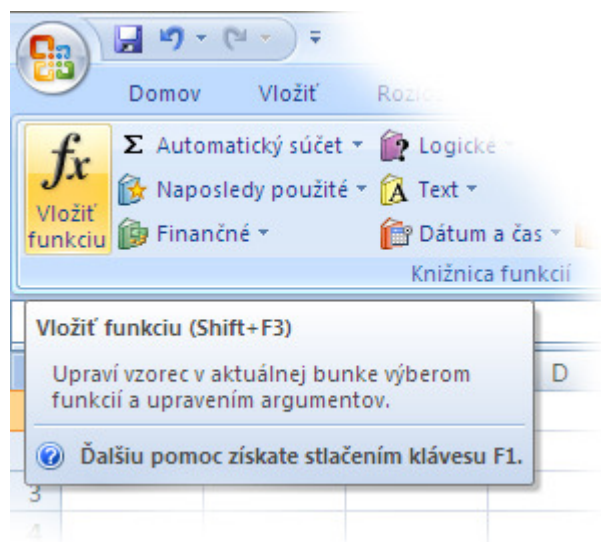 Domov Vložiť
fx Σ Automatický súčet Logické
Vložiť Naposledy použité A Text
funkciu Finančné Dátum a čas
Knižnica funkcií
Vložiť funkciu (Shift+F3)
Upraví vzorec v aktuálnej bunke výberom D
funkcií a upravením argumentov.
Ďalšiu pomoc získate stlačením klávesu F1.
3
4